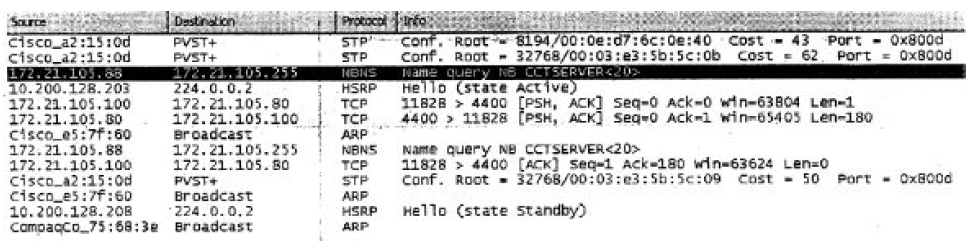 Source Destination Protocol Info
Cisco_a2:15:0d PVST+ STP Conf. Root = 8194/00:0e:d7:6c:0e:40 Cost = 43 Port = 0x800d
Cisco_a2:15:0d PVST+ STP Conf. Root = 32768/00:03:e3:5b:5c:0b Cost = 62 Port = 0x800d
172.21.105.88 172.21.105.255 NBNS Name query NB CCTSERVER<20>
10.200.128.203 224.0.0.2 HSRP Hello (state Active)
172.21.105.100 172.21.105.80 TCP 11828 > 4400 [PSH, ACK] Seq=0 Ack=0 Win=63804 Len=1
172.21.105.80 172.21.105.100 TCP 4400 > 11828 [PSH, ACK] Seq=0 Ack=1 Win=65405 Len=180
Cisco_e5:7f:60 Broadcast ARP
172.21.105.88 172.21.105.255 NBNS Name query NB CCTSERVER<20>
172.21.105.100 172.21.105.80 TCP 11828 > 4400 [ACK] Seq=1 Ack=180 Win=63624 Len=0
Cisco_a2:15:0d PVST+ STP Conf. Root = 32768/00:03:e3:5b:5c:09 Cost = 50 Port = 0x800d
Cisco_e5:7f:60 Broadcast ARP
10.200.128.208 224.0.0.2 HSRP Hello (state Standby)
CompaqCo_75:68:3e Broadcast ARP